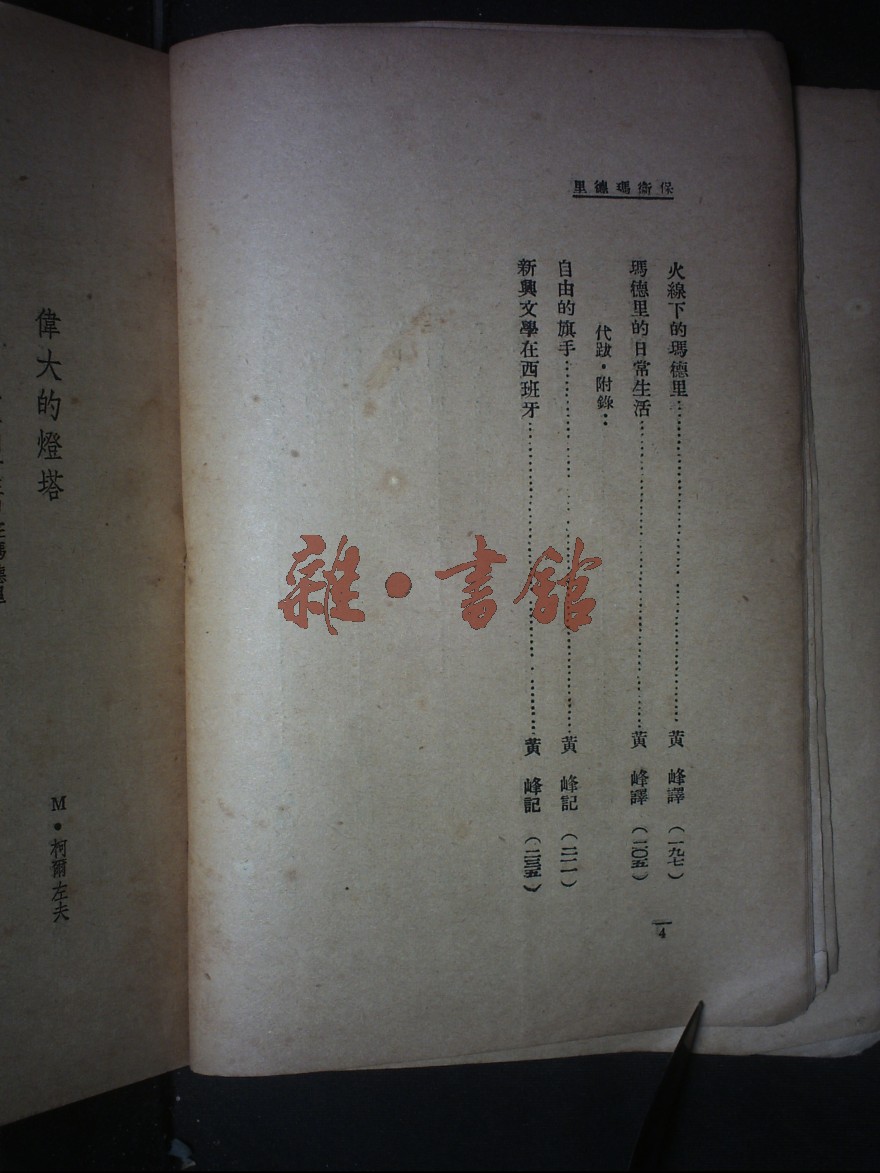 保衛瑪德里
火線下的瑪德里……黃　峰譯（一九七）
瑪德里的日常生活……黃　峰譯（二〇五）
代跋·附錄：
自由的旗手……黃　峰記（二一一）
新興文學在西班牙……黃　峰記（二三五）
4
偉大的燈塔
M·柯爾左夫
雜·書館